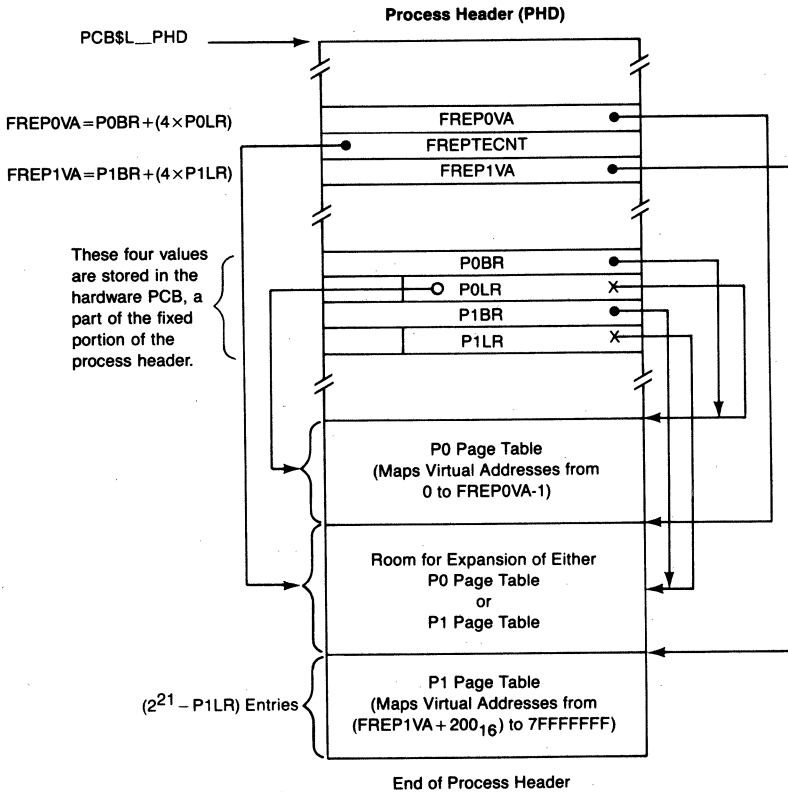 Process Header (PHD)
PCB$L__PHD
FREP0VA=P0BR+(4×P0LR)
FREP0VA
FREPTECNT
FREP1VA=P1BR+(4×P1LR)
FREP1VA
These four values
are stored in the
hardware PCB, a
part of the fixed
portion of the
process header.
P0BR
P0LR
P1BR
P1LR
P0 Page Table
(Maps Virtual Addresses from
0 to FREP0VA-1)
Room for Expansion of Either
P0 Page Table
or
P1 Page Table
(2²¹ – P1LR) Entries
P1 Page Table
(Maps Virtual Addresses from
(FREP1VA+200₁₆) to 7FFFFFFF)
End of Process Header